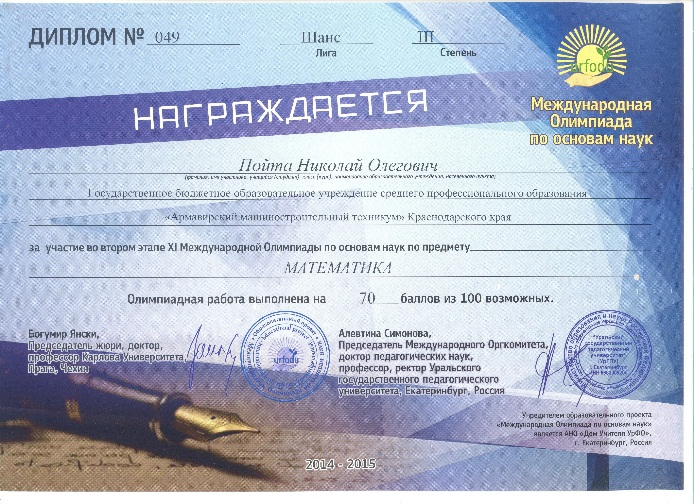 ДИПЛОМ № 049 Шанс III
Лига Степень
urfodu
Международная
Олимпиада
по основам наук
НАГРАЖДАЕТСЯ
Пойта Николай Олегович
Государственное бюджетное образовательное учреждение среднего профессионального образования
«Армавирский машиностроительный техникум» Краснодарского края
за участие во втором этапе XI Международной Олимпиады по основам наук по предмету
МАТЕМАТИКА
Олимпиадная работа выполнена на 70 баллов из 100 возможных.
Богумир Янски,
Председатель жюри, доктор,
профессор Карлова Университета,
Прага, Чехия
urfodu
Алевтина Симонова,
Председатель Международного Оргкомитета,
доктор педагогических наук,
профессор, ректор Уральского
государственного педагогического
университета, Екатеринбург, Россия
Учредителем образовательного проекта
«Международная Олимпиада по основам наук»
является АНО «Дом Учителя УрФО»,
г. Екатеринбург, Россия
2014 - 2015